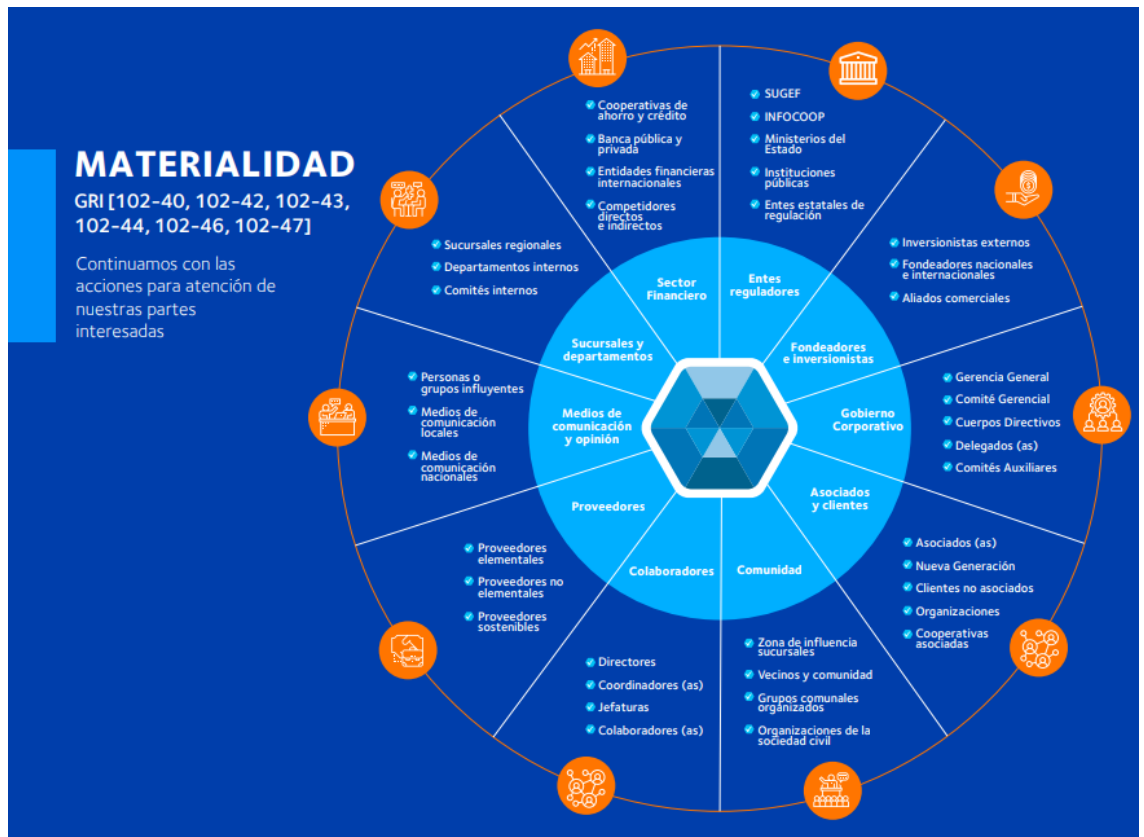 MATERIALIDAD
GRI [102-40, 102-42, 102-43,
102-44, 102-46, 102-47]
Continuamos con las
acciones para atención de
nuestras partes
interesadas
Cooperativas de
ahorro y crédito
Banca pública y
privada
Entidades financieras
internacionales
Competidores
directos
e indirectos
Sector
Financiero
SUGEF
INFOCOOP
Ministerios del
Estado
Instituciones
públicas
Entes estatales de
regulación
Entes
reguladores
Inversionistas externos
Fondeadores nacionales
e internacionales
Aliados comerciales
Fondeadores
e inversionistas
Gerencia General
Comité Gerencial
Cuerpos Directivos
Delegados (as)
Comités Auxiliares
Gobierno
Corporativo
Asociados (as)
Nueva Generación
Clientes no asociados
Organizaciones
Cooperativas
asociadas
Asociados
y clientes
Zona de influencia
sucursales
Vecinos y comunidad
Grupos comunales
organizados
Organizaciones de la
sociedad civil
Comunidad
Directores
Coordinadores (as)
Jefaturas
Colaboradores (as)
Colaboradores
Proveedores
elementales
Proveedores no
elementales
Proveedores
sostenibles
Proveedores
Personas o
grupos influyentes
Medios de
comunicación
locales
Medios de
comunicación
nacionales
Medios de
comunicación
y opinión
Sucursales regionales
Departamentos internos
Comités internos
Sucursales y
departamentos